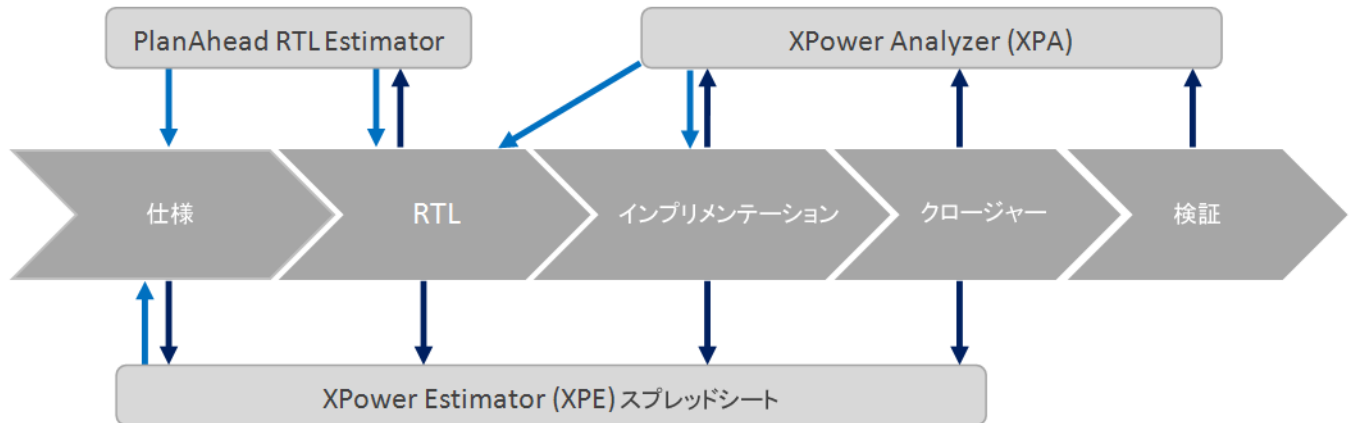 PlanAhead RTL Estimator
XPower Analyzer (XPA)
仕様
RTL
インプリメンテーション
クロージャー
検証
XPower Estimator (XPE) スプレッドシート